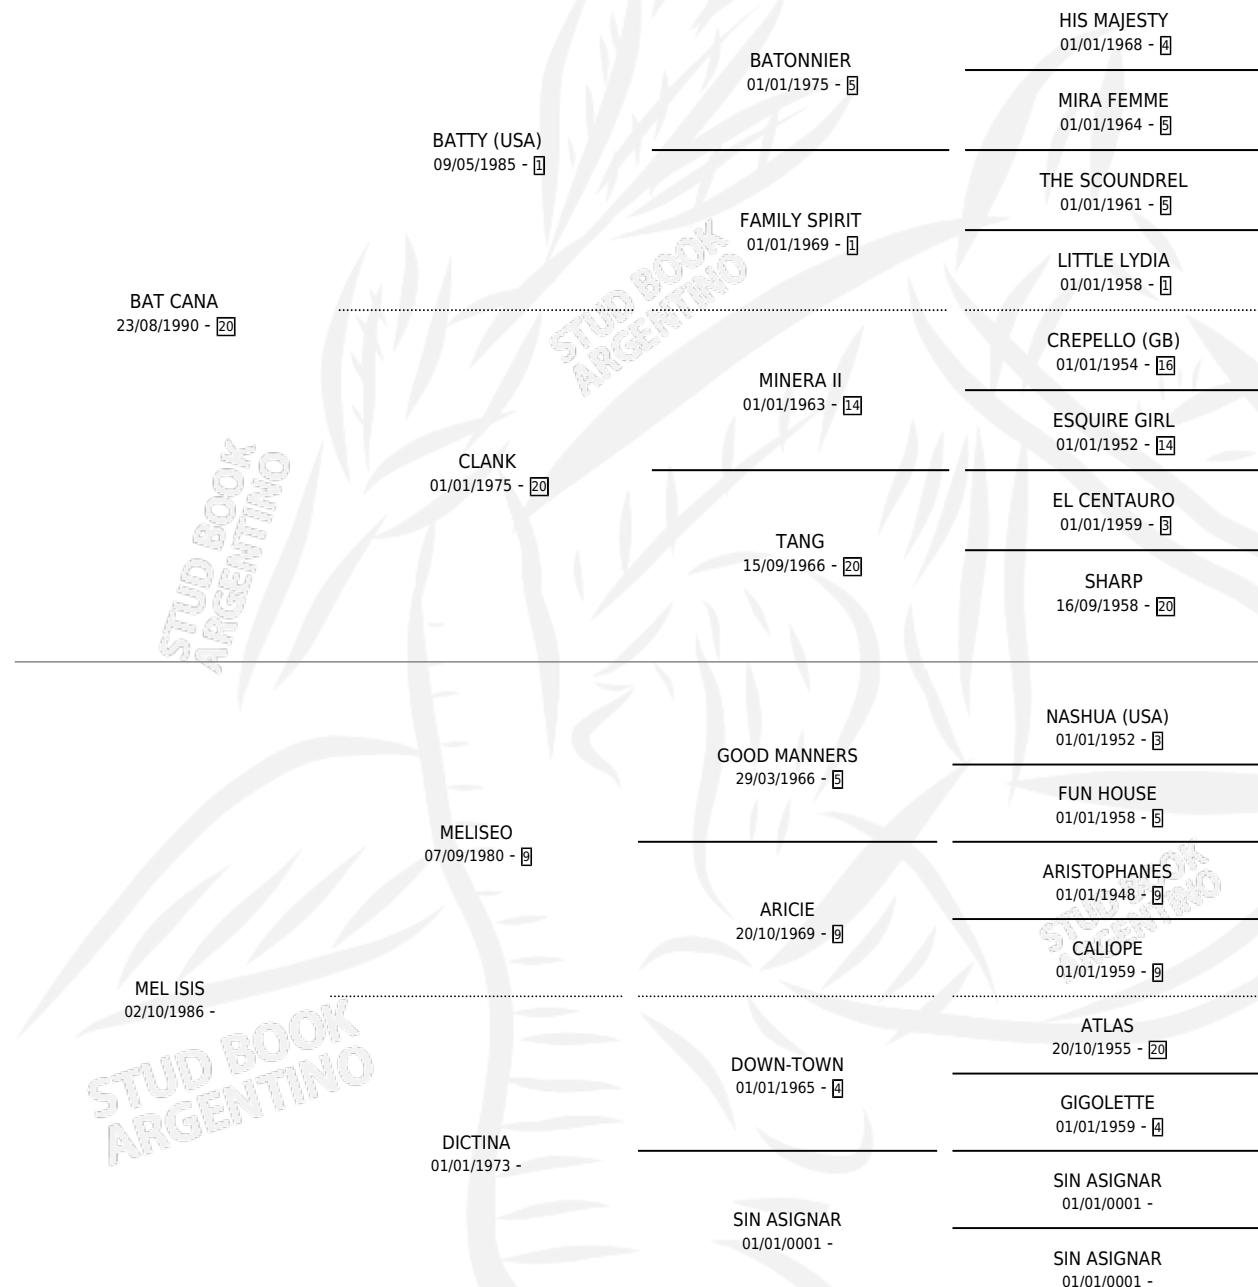 HIS MAJESTY
01/01/1968 - 4
BATONNIER
01/01/1975 - 5
MIRA FEMME
01/01/1964 - 5
BATTY (USA)
09/05/1985 - 1
THE SCOUNDREL
01/01/1961 - 5
FAMILY SPIRIT
01/01/1969 - 1
LITTLE LYDIA
01/01/1958 - 1
BAT CANA
23/08/1990 - 20
STUD BOOK
ARGENTINO
CREPELLO (GB)
01/01/1954 - 16
MINERA II
01/01/1963 - 14
ESQUIRE GIRL
01/01/1952 - 14
CLANK
01/01/1975 - 20
EL CENTAURO
01/01/1959 - 3
TANG
15/09/1966 - 20
SHARP
16/09/1958 - 20
STUD BOOK
ARGENTINO
NASHUA (USA)
01/01/1952 - 3
GOOD MANNERS
29/03/1966 - 5
FUN HOUSE
01/01/1958 - 5
MELISEO
07/09/1980 - 9
ARISTOPHANES
01/01/1948 - 9
ARICIE
20/10/1969 - 9
STUD BOOK
ARGENTINO
CALIOPE
01/01/1959 - 9
MEL ISIS
02/10/1986 -
STUD BOOK
ARGENTINO
ATLAS
20/10/1955 - 20
DOWN-TOWN
01/01/1965 - 4
GIGOLETTE
01/01/1959 - 4
DICTINA
01/01/1973 -
SIN ASIGNAR
01/01/0001 -
SIN ASIGNAR
01/01/0001 -
SIN ASIGNAR
01/01/0001 -